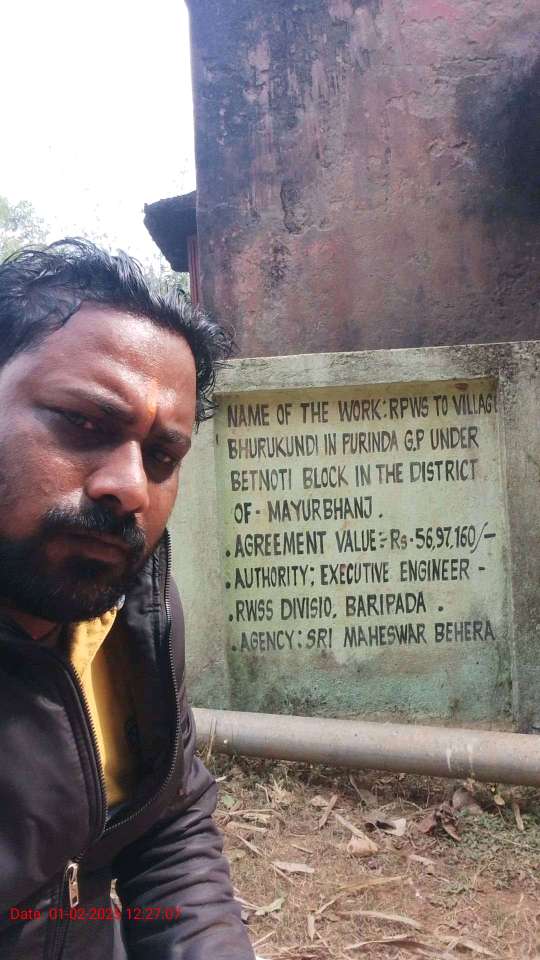 NAME OF THE WORK: RPWS TO VILLAGE
BHURUKUNDI IN PURINDA G.P UNDER
BETNOTI BLOCK IN THE DISTRICT
OF - MAYURBHANJ.
. AGREEMENT VALUE:- Rs-56,97,160/-
. AUTHORITY; EXECUTIVE ENGINEER -
. RWSS DIVISIO, BARIPADA .
. AGENCY: SRI MAHESWAR BEHERA
Date 01-02-2023 12:27:07